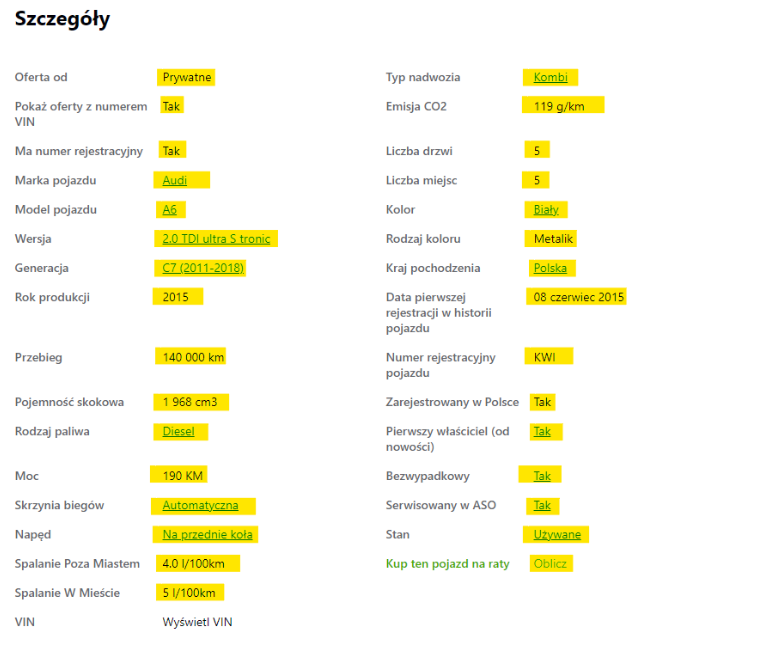 Szczegóły
Oferta od Prywatne
Pokaż oferty z numerem Tak
VIN
Ma numer rejestracyjny Tak
Marka pojazdu Audi
Model pojazdu A6
Wersja 2.0 TDI ultra S tronic
Generacja C7 (2011-2018)
Rok produkcji 2015
Przebieg 140 000 km
Pojemność skokowa 1 968 cm3
Rodzaj paliwa Diesel
Moc 190 KM
Skrzynia biegów Automatyczna
Napęd Na przednie koła
Spalanie Poza Miastem 4.0 l/100km
Spalanie W Mieście 5 l/100km
VIN Wyświetl VIN
Typ nadwozia Kombi
Emisja CO2 119 g/km
Liczba drzwi 5
Liczba miejsc 5
Kolor Biały
Rodzaj koloru Metalik
Kraj pochodzenia Polska
Data pierwszej 08 czerwiec 2015
rejestracji w historii
pojazdu
Numer rejestracyjny KWI
pojazdu
Zarejestrowany w Polsce Tak
Pierwszy właściciel (od Tak
nowości)
Bezwypadkowy Tak
Serwisowany w ASO Tak
Stan Używane
Kup ten pojazd na raty Oblicz